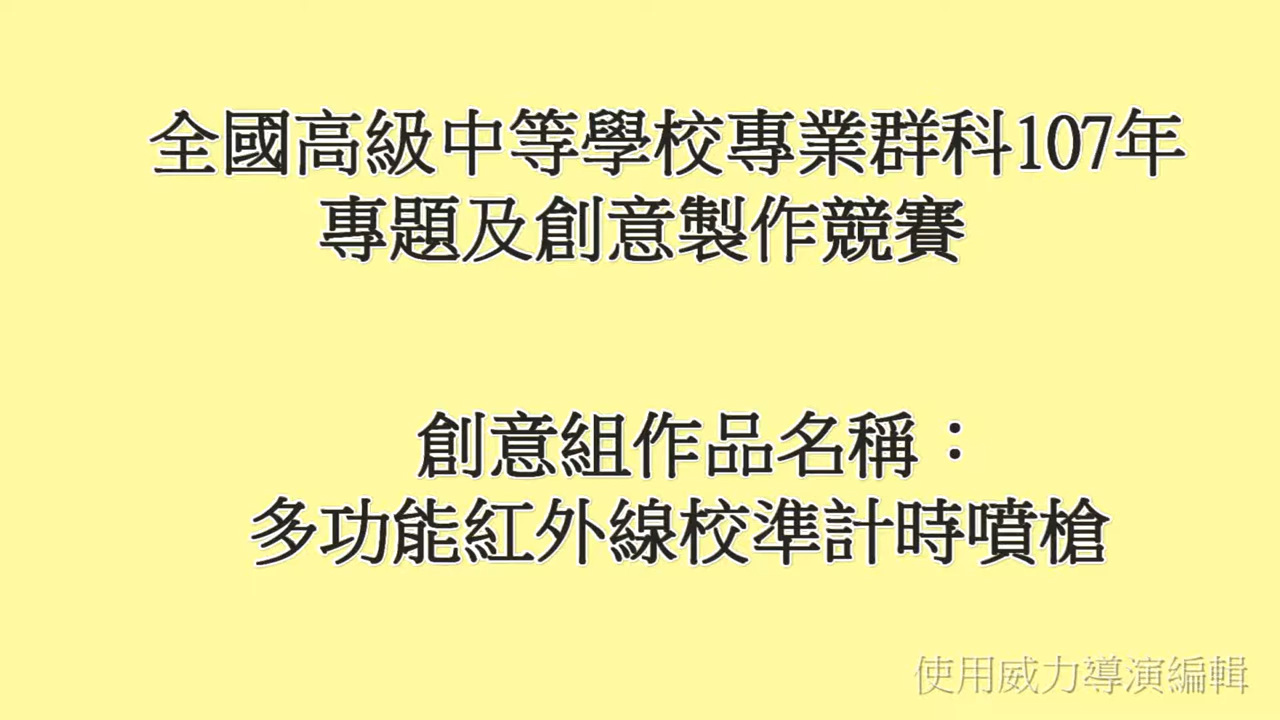 全國高級中等學校專業群科107年
專題及創意製作競賽
創意組作品名稱：
多功能紅外線校準計時噴槍
使用威力導演編輯